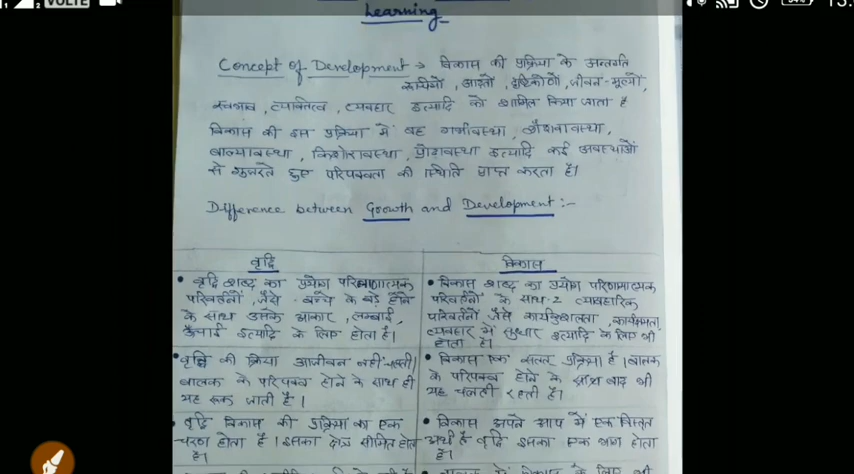 VOLTE
Learning
Concept of Development → विकास की प्रक्रिया के अन्तर्गत
रूचियों, आदतों, दृष्टिकोणों, जीवन-मूल्यों,
स्वभाव, व्यक्तित्व, व्यवहार इत्यादि को शामिल किया जाता है
विकास की इस प्रक्रिया में वह गर्भावस्था, शैशवावस्था,
बाल्यावस्था, किशोरावस्था, प्रौढ़ावस्था इत्यादि कई अवस्थाओं
से गुजरते हुए परिपक्वता की स्थिति प्राप्त करता है।
Difference between Growth and Development :-
वृद्धि
• वृद्धि शब्द का प्रयोग परिमाणात्मक
परिवर्तनों, जैसे - बच्चे के बड़े होने
के साथ उसके आकार, लम्बाई,
ऊँचाई इत्यादि के लिए होता है।
• वृद्धि की क्रिया आजीवन नहीं चलती।
बालक के परिपक्व होने के साथ ही
यह रूक जाती है।
• वृद्धि विकास की प्रक्रिया का एक
चरण होता है। इसका क्षेत्र सीमित होता
है।
विकास
• विकास शब्द का प्रयोग परिणामात्मक
परिवर्तनों के साथ-2 व्यावहारिक
परिवर्तनों जैसे कार्यकुशलता, कार्यक्षमता,
व्यवहार में सुधार इत्यादि के लिए भी
होता है।
• विकास एक सतत प्रक्रिया है। बालक
के परिपक्व होने के साथ बाद भी
यह चलती रहती है।
• विकास अपने आप में एक विस्तृत
अर्थ है वृद्धि इसका एक भाग होता
है।